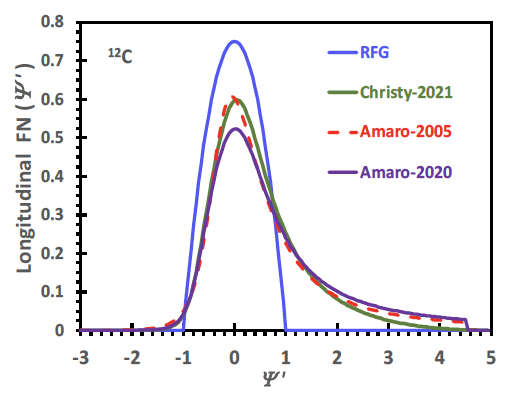 0.8
0.7
0.6
0.5
0.4
0.3
0.2
0.1
0
-3 -2 -1 0 1 2 3 4 5
Longitudinal FN (Ψ')
Ψ'
¹²C
RFG
Christy-2021
Amaro-2005
Amaro-2020